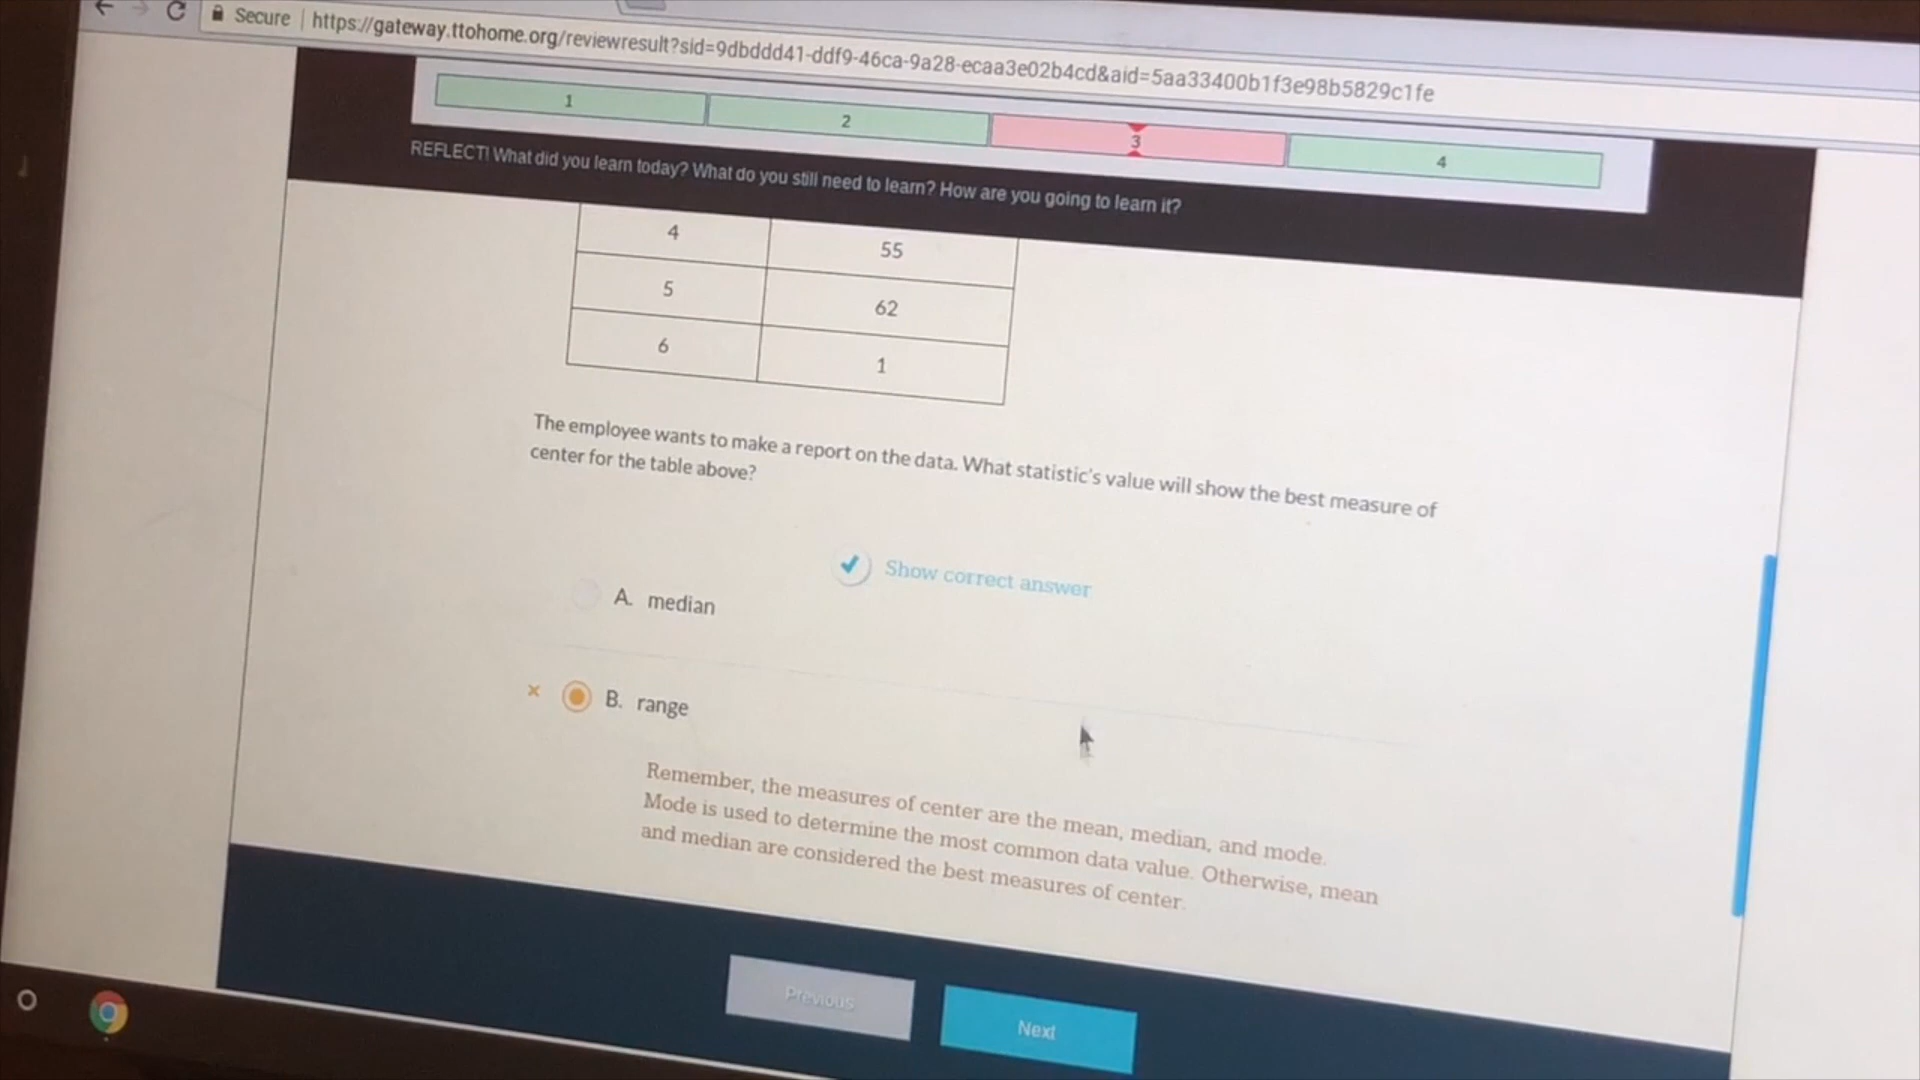 Secure | https://gateway.ttohome.org/reviewresult?sid=9dbddd41-ddf9-46ca-9a28-ecaa3e02b4cd&aid=5aa33400b1f3e98b5829c1fe
1 2 3 4
REFLECT! What did you learn today? What do you still need to learn? How are you going to learn it?
4 55
5 62
6 1
The employee wants to make a report on the data. What statistic's value will show the best measure of
center for the table above?
Show correct answer
A. median
B. range
Remember, the measures of center are the mean, median, and mode.
Mode is used to determine the most common data value. Otherwise, mean
and median are considered the best measures of center.
Previous
Next